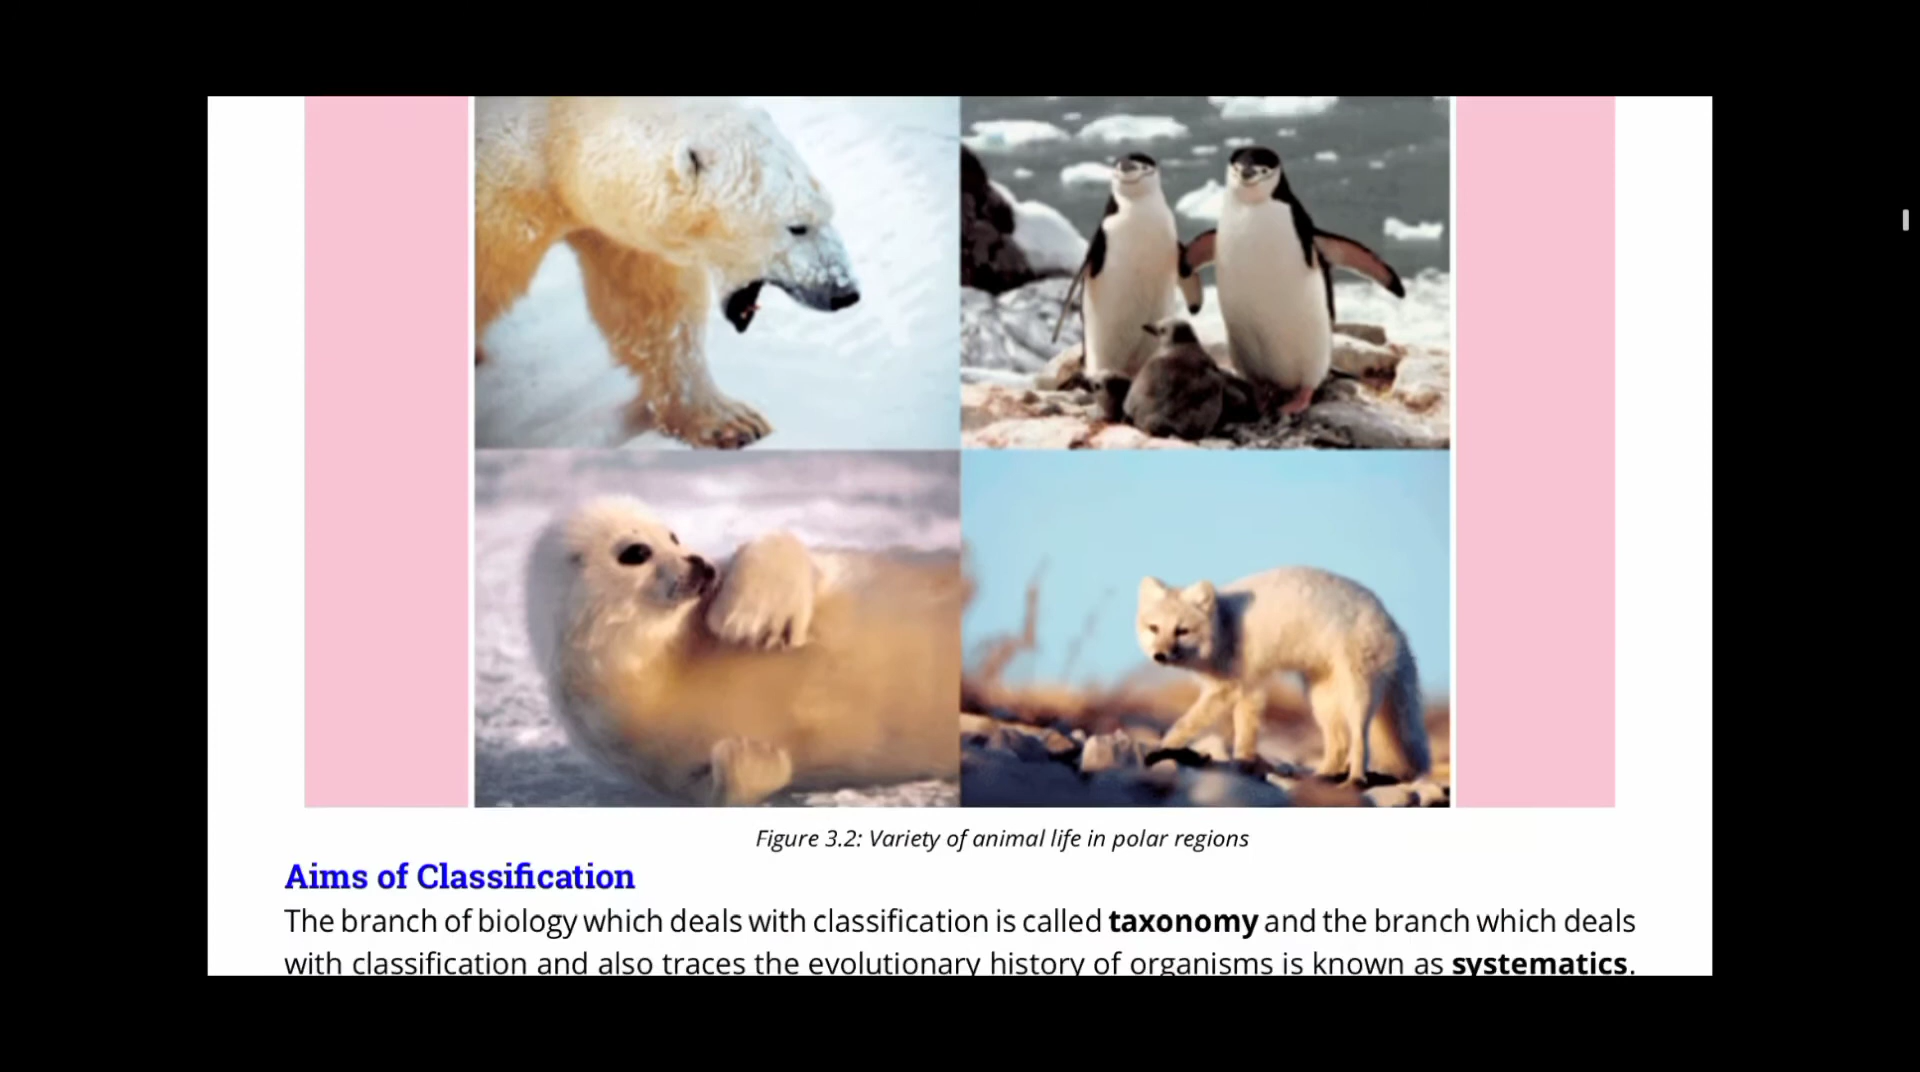 Figure 3.2: Variety of animal life in polar regions
Aims of Classification
The branch of biology which deals with classification is called taxonomy and the branch which deals
with classification and also traces the evolutionary history of organisms is known as systematics.